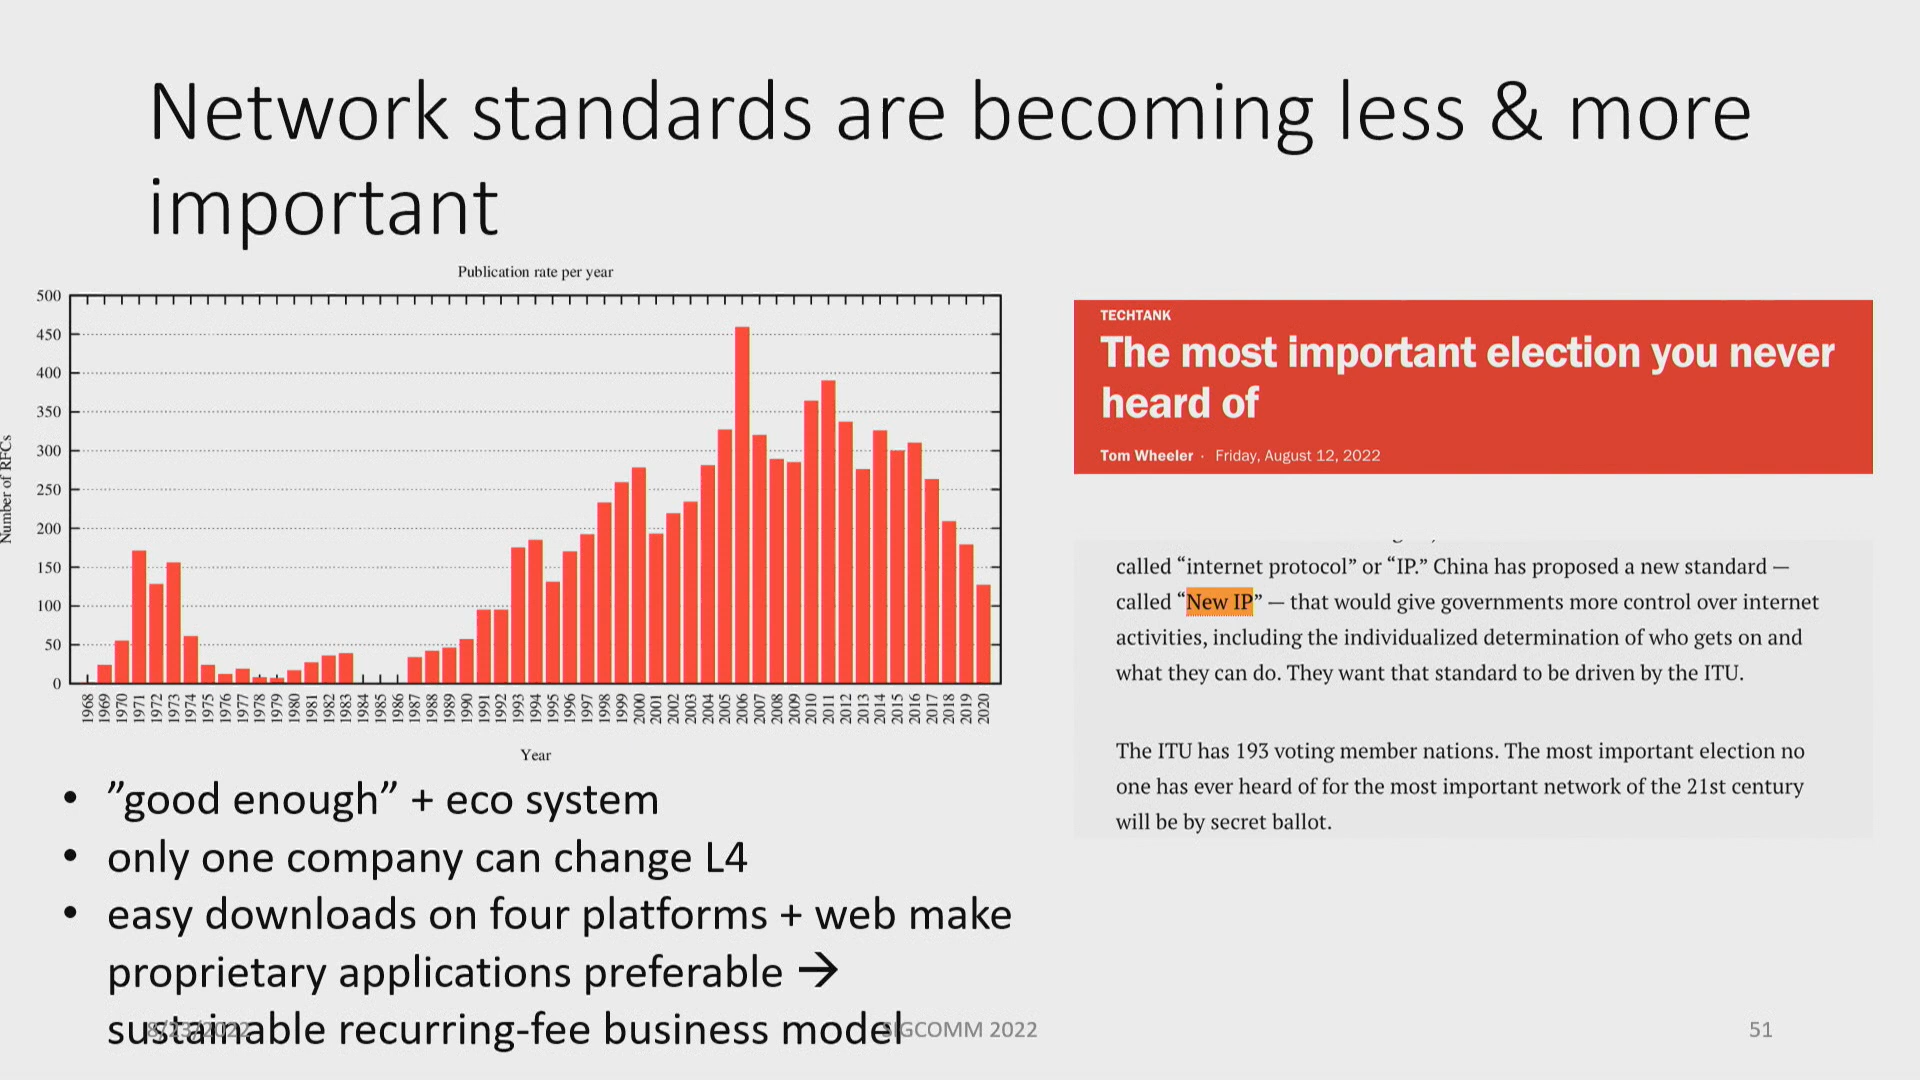 Network standards are becoming less & more
important
Publication rate per year
500
450
400
350
300
250
200
150
100
50
0
Number of RFCs
1968 1969 1970 1971 1972 1973 1974 1975 1976 1977 1978 1979 1980 1981 1982 1983 1984 1985 1986 1987 1988 1989 1990 1991 1992 1993 1994 1995 1996 1997 1998 1999 2000 2001 2002 2003 2004 2005 2006 2007 2008 2009 2010 2011 2012 2013 2014 2015 2016 2017 2018 2019 2020
Year
• ”good enough” + eco system
• only one company can change L4
• easy downloads on four platforms + web make
proprietary applications preferable →
sustainable recurring-fee business model
TECHTANK
The most important election you never
heard of
Tom Wheeler · Friday, August 12, 2022
called “internet protocol” or “IP.” China has proposed a new standard —
called “New IP” — that would give governments more control over internet
activities, including the individualized determination of who gets on and
what they can do. They want that standard to be driven by the ITU.
The ITU has 193 voting member nations. The most important election no
one has ever heard of for the most important network of the 21st century
will be by secret ballot.
8/23/2022
SIGCOMM 2022
51